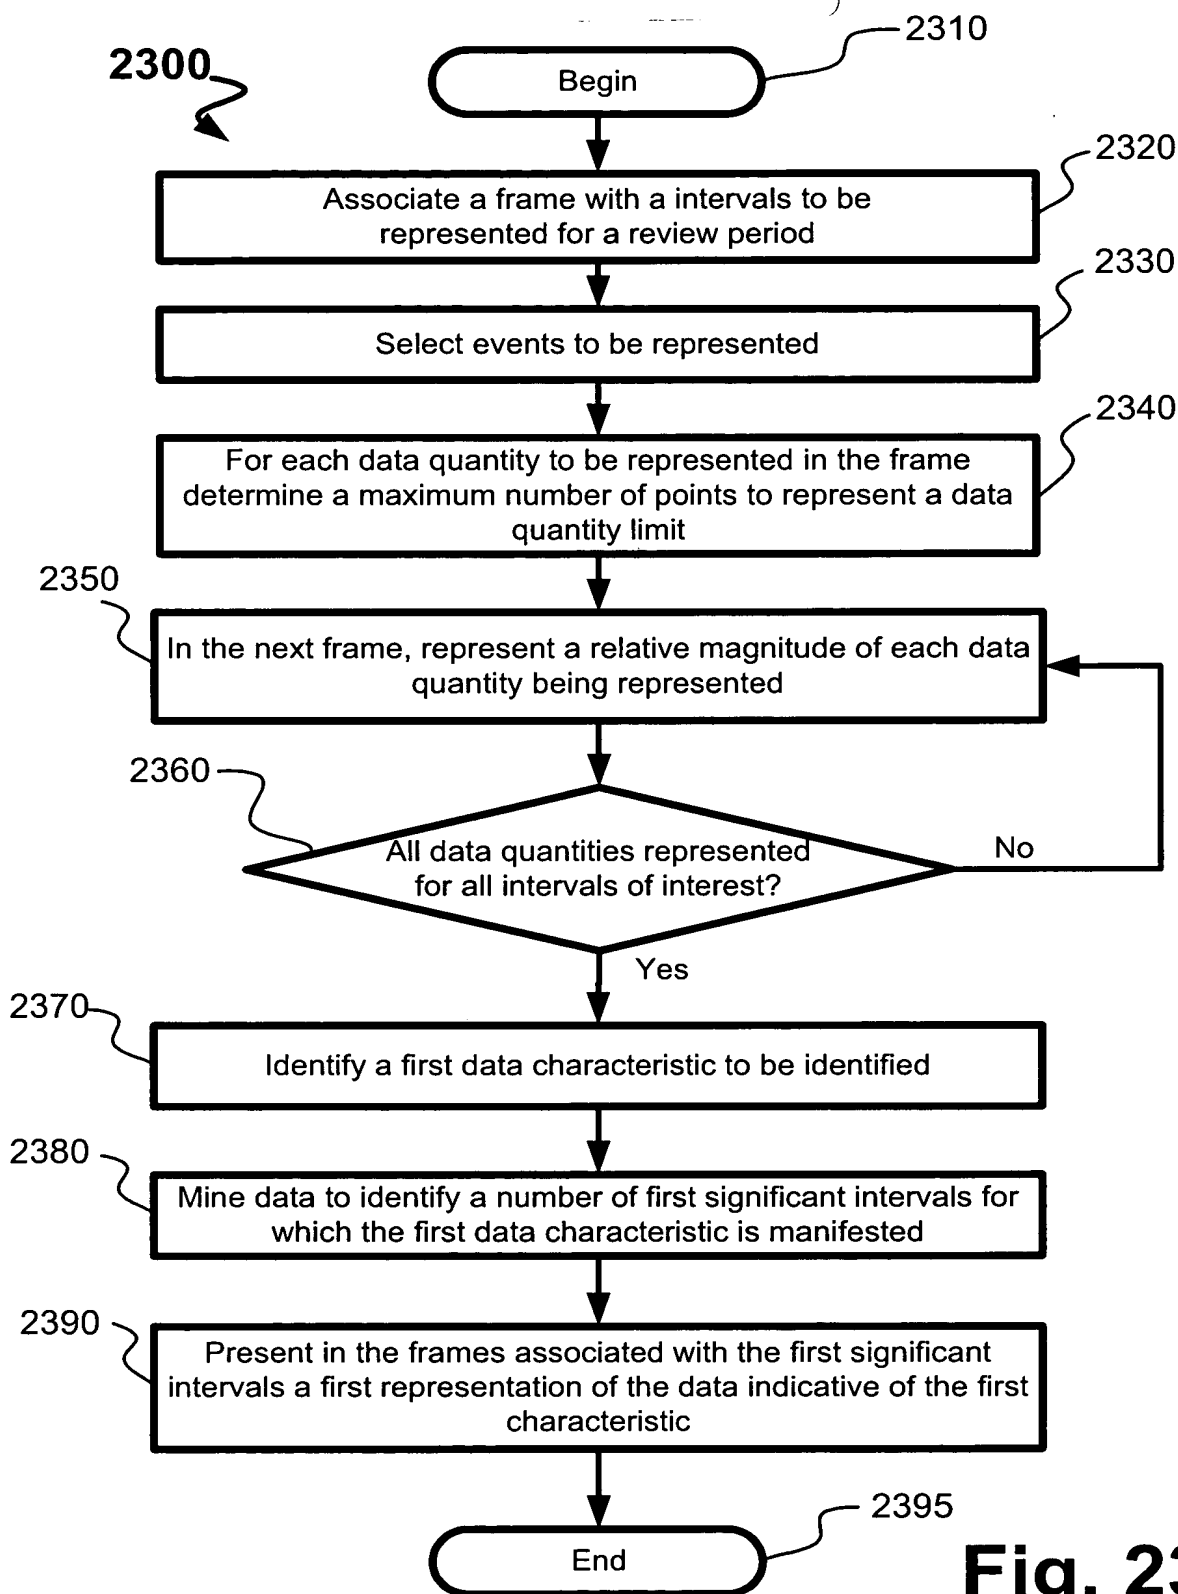 2310
2300
Begin
2320
Associate a frame with a intervals to be
represented for a review period
2330
Select events to be represented
2340
For each data quantity to be represented in the frame
determine a maximum number of points to represent a data
quantity limit
2350
In the next frame, represent a relative magnitude of each data
quantity being represented
2360
All data quantities represented
for all intervals of interest?
No
Yes
2370
Identify a first data characteristic to be identified
2380
Mine data to identify a number of first significant intervals for
which the first data characteristic is manifested
2390
Present in the frames associated with the first significant
intervals a first representation of the data indicative of the first
characteristic
2395
End
Fig. 23